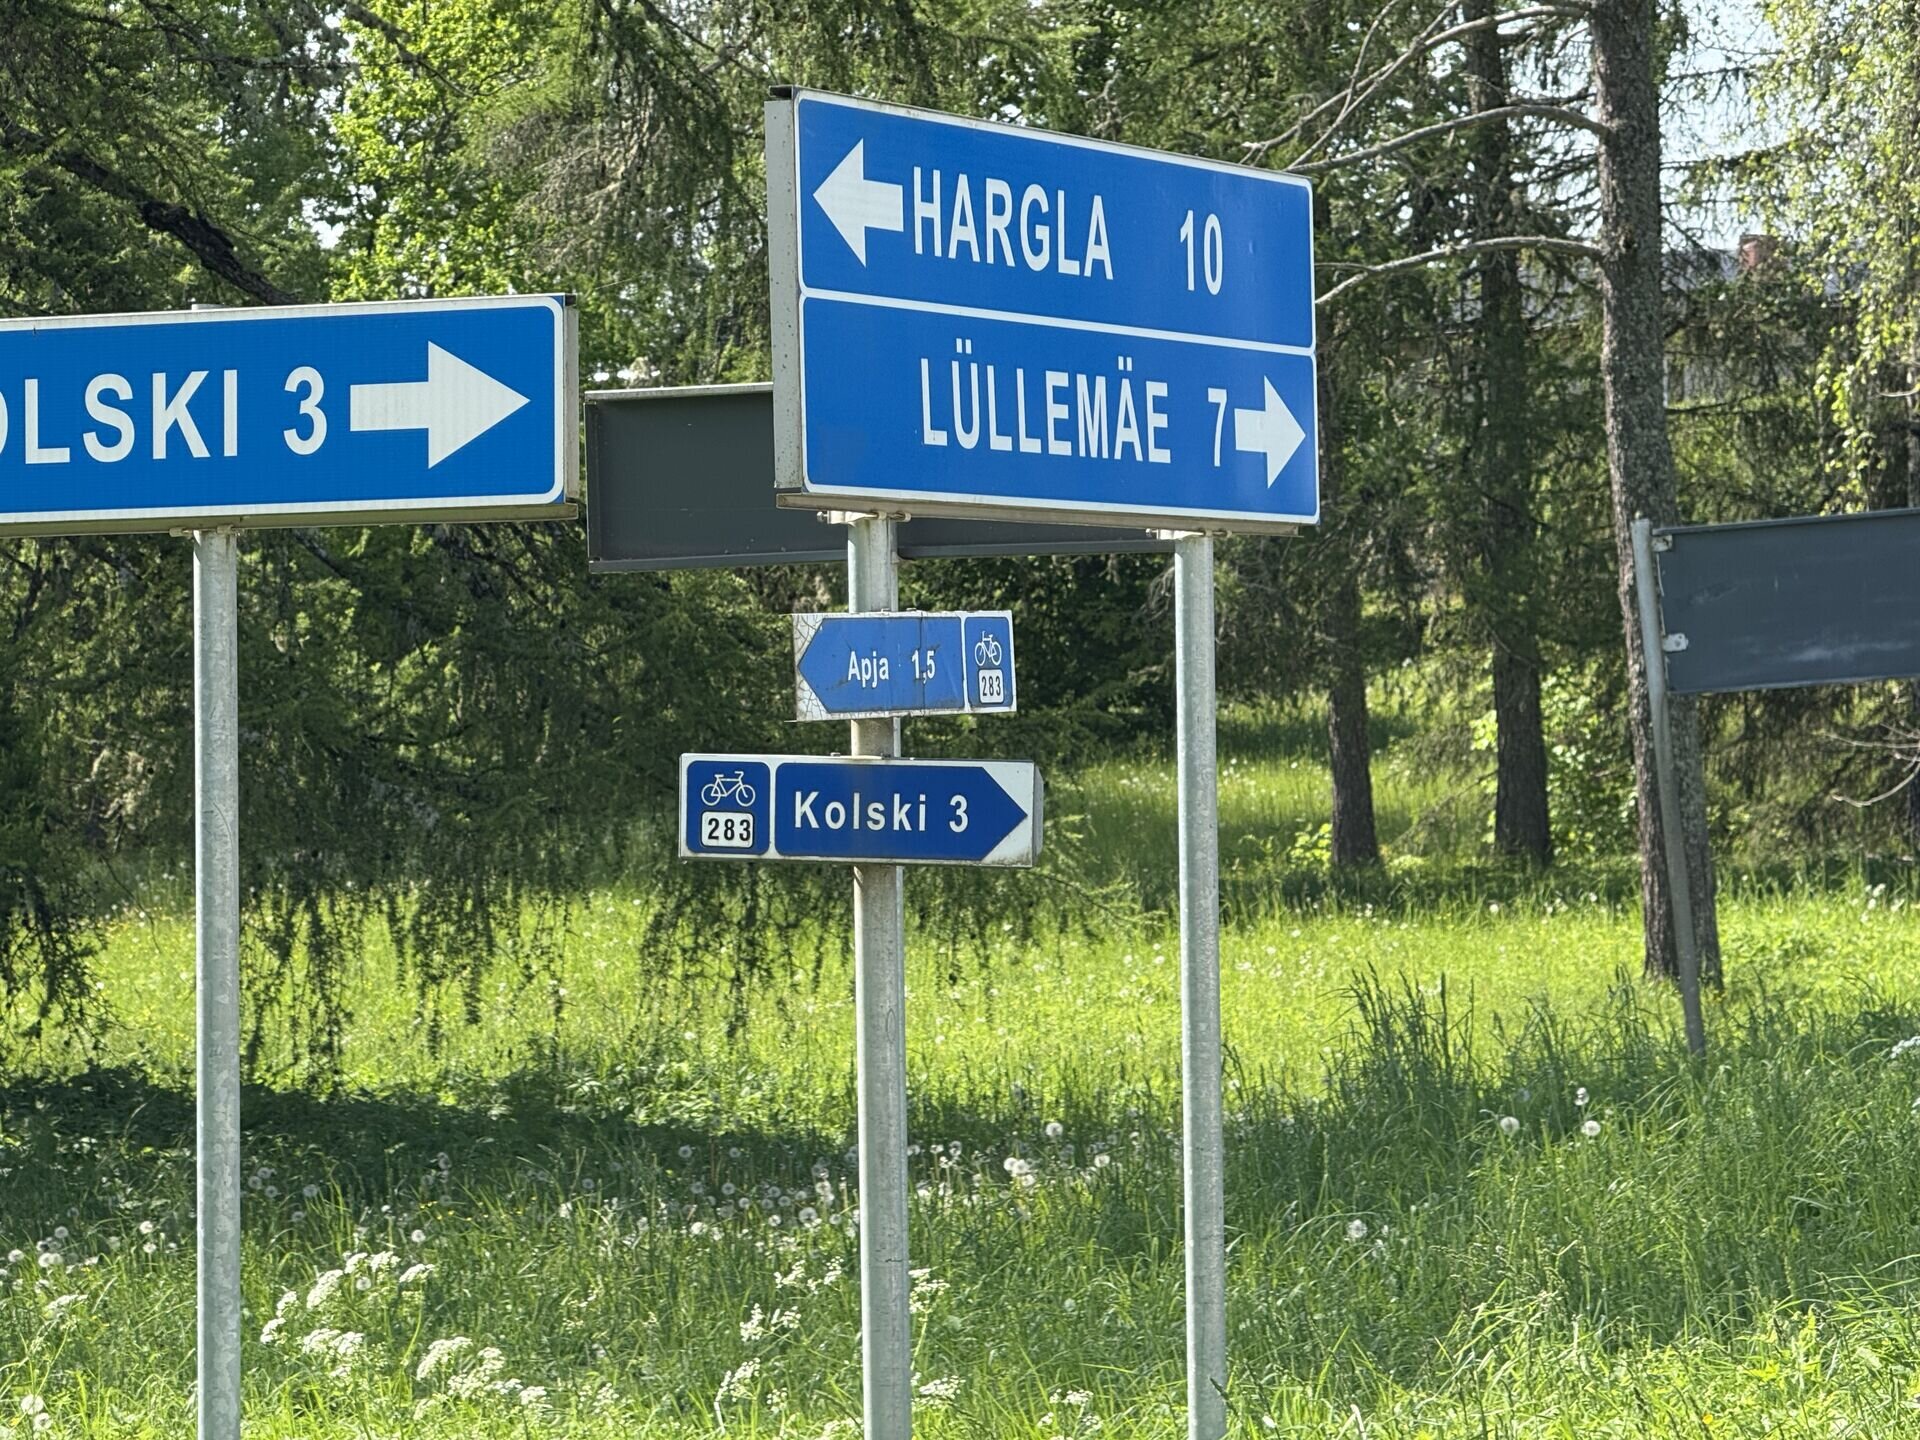 HARGLA 10
LÜLLEMÄE 7
OLSKI 3
Apja 1,5
283
283
Kolski 3